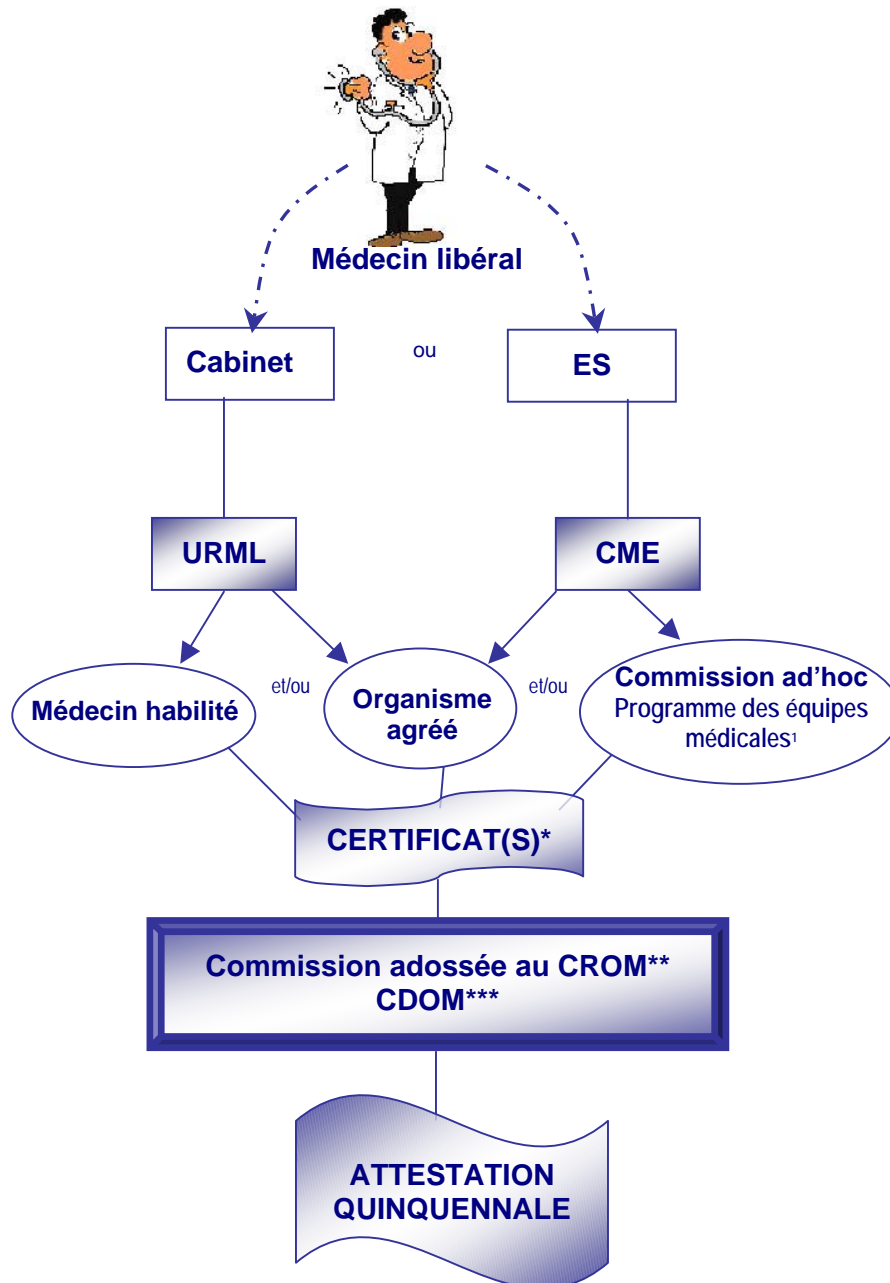 Médecin libéral
Cabinet
ou
ES
URML
CME
Médecin habilité
et/ou
Organisme
agréé
et/ou
Commission ad'hoc
Programme des équipes
médicales¹
CERTIFICAT(S)*
Commission adossée au CROM**
CDOM***
ATTESTATION
QUINQUENNALE